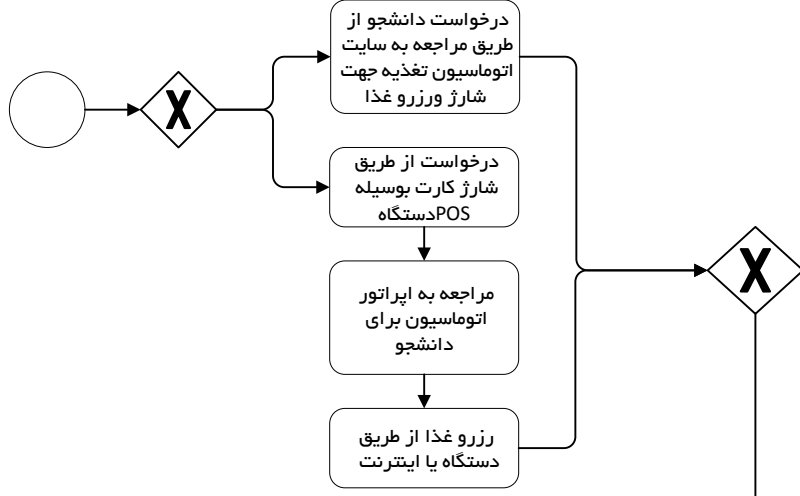 درخواست دانشجو از
طریق مراجعه به سایت
اتوماسیون تغذیه جهت
شارژ ورزرو غذا
X
درخواست از طریق
شارژ کارت بوسیله
دستگاهPOS
مراجعه به اپراتور
اتوماسیون برای
دانشجو
X
رزرو غذا از طریق
دستگاه یا اینترنت